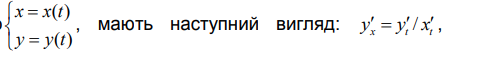 {x = x(t)
y = y(t) , мають наступний вигляд: y′ₓ = y′ₜ / x′ₜ ,